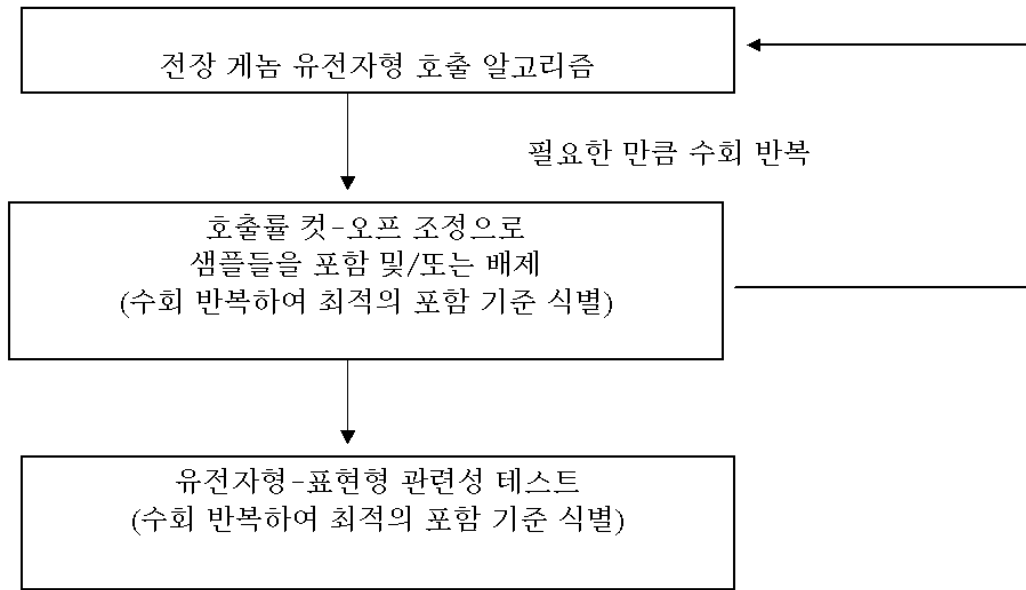 전장 게놈 유전자형 호출 알고리즘
필요한 만큼 수회 반복
호출률 컷-오프 조정으로
샘플들을 포함 및/또는 배제
(수회 반복하여 최적의 포함 기준 식별)
유전자형-표현형 관련성 테스트
(수회 반복하여 최적의 포함 기준 식별)